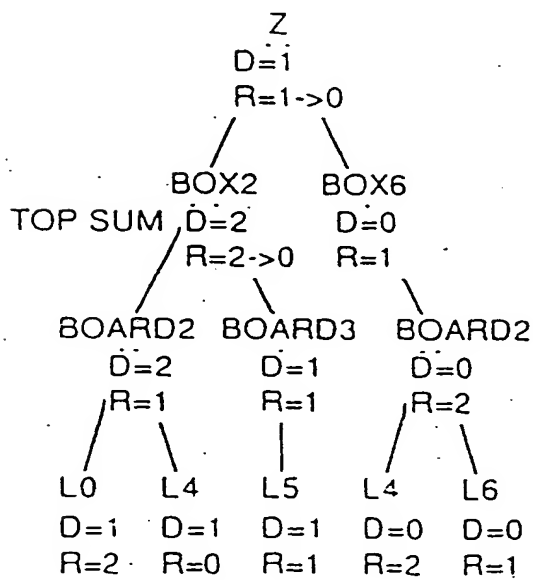 Z
D=1
R=1->0
BOX2 BOX6
TOP SUM D=2 D=0
R=2->0 R=1
BOARD2 BOARD3 BOARD2
D=2 D=1 D=0
R=1 R=1 R=2
L0 L4 L5 L4 L6
D=1 D=1 D=1 D=0 D=0
R=2 R=0 R=1 R=2 R=1